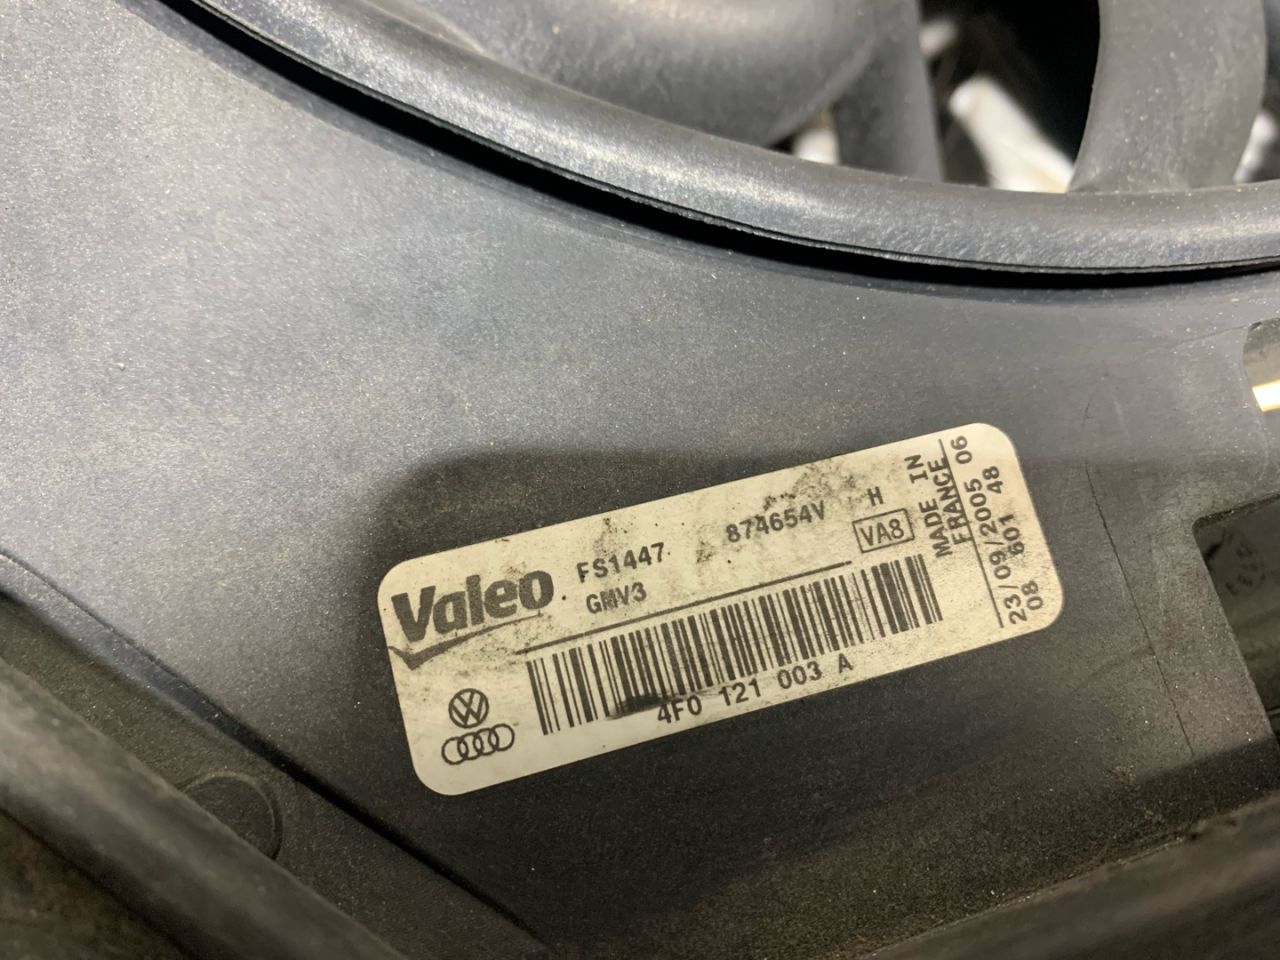 Valeo
FS1447 874654V H
GMV3 VA8
4F0 121 003 A
MADE IN
FRANCE
23/09/2005 06
08 601 48